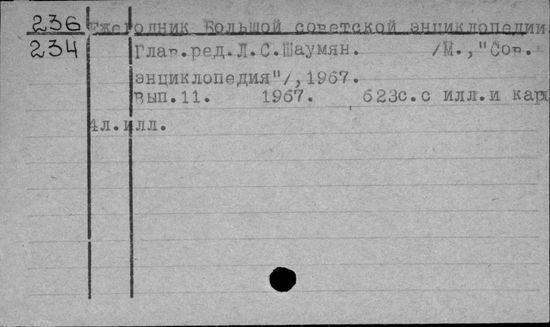 236 Ежегодник Большой советской энциклопедии
234 Глав.ред.Л.С.Шаумян. /М.,"Сов.
энциклопедия"/,1967.
вып.11. 1967. 623с.с илл.и кар
4л.илл.